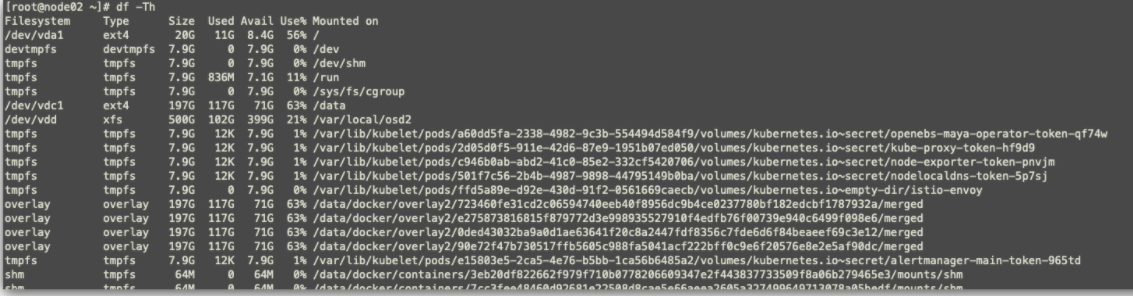 [root@node02 ~]# df -Th
Filesystem Type Size Used Avail Use% Mounted on
/dev/vda1 ext4 20G 11G 8.4G 56% /
devtmpfs devtmpfs 7.9G 0 7.9G 0% /dev
tmpfs tmpfs 7.9G 0 7.9G 0% /dev/shm
tmpfs tmpfs 7.9G 836M 7.1G 11% /run
tmpfs tmpfs 7.9G 0 7.9G 0% /sys/fs/cgroup
/dev/vdc1 ext4 197G 117G 71G 63% /data
/dev/vdd xfs 500G 102G 399G 21% /var/local/osd2
tmpfs tmpfs 7.9G 12K 7.9G 1% /var/lib/kubelet/pods/a60dd5fa-2338-4982-9c3b-554494d584f9/volumes/kubernetes.io~secret/openebs-maya-operator-token-qf74w
tmpfs tmpfs 7.9G 12K 7.9G 1% /var/lib/kubelet/pods/2d05d0f5-911e-42d6-87e9-1951b07ed050/volumes/kubernetes.io~secret/kube-proxy-token-hf9d9
tmpfs tmpfs 7.9G 12K 7.9G 1% /var/lib/kubelet/pods/c946b0ab-abd2-41c0-85e2-332cf5420706/volumes/kubernetes.io~secret/node-exporter-token-pnvjm
tmpfs tmpfs 7.9G 12K 7.9G 1% /var/lib/kubelet/pods/501f7c56-2b4b-4987-9898-44795149b0ba/volumes/kubernetes.io~secret/nodelocaldns-token-5p7sj
tmpfs tmpfs 7.9G 0 7.9G 0% /var/lib/kubelet/pods/ffd5a89e-d92e-430d-91f2-0561669caecb/volumes/kubernetes.io~empty-dir/istio-envoy
overlay overlay 197G 117G 71G 63% /data/docker/overlay2/723460fe31cd2c06594740eeb40f8956dc9b4ce0237780bf182edcbf1787932a/merged
overlay overlay 197G 117G 71G 63% /data/docker/overlay2/e275873816815f879772d3e998935527910f4edfb76f00739e940c6499f098e6/merged
overlay overlay 197G 117G 71G 63% /data/docker/overlay2/0ded43032ba9a0d1ae63641f20c8a2447fdf8356c7fde6d6f84beaeef69c3e12/merged
overlay overlay 197G 117G 71G 63% /data/docker/overlay2/90e72f47b730517ffb5605c988fa5041acf222bff0c9e6f20576e8e2e5af90dc/merged
tmpfs tmpfs 7.9G 12K 7.9G 1% /var/lib/kubelet/pods/e15803e5-2ca5-4e76-b5bb-1ca56b6485a2/volumes/kubernetes.io~secret/alertmanager-main-token-965td
shm tmpfs 64M 0 64M 0% /data/docker/containers/3eb20df822662f979f710b0778206609347e2f443837733509f8a06b279465e3/mounts/shm
shm tmpfs 64M 0 64M 0%